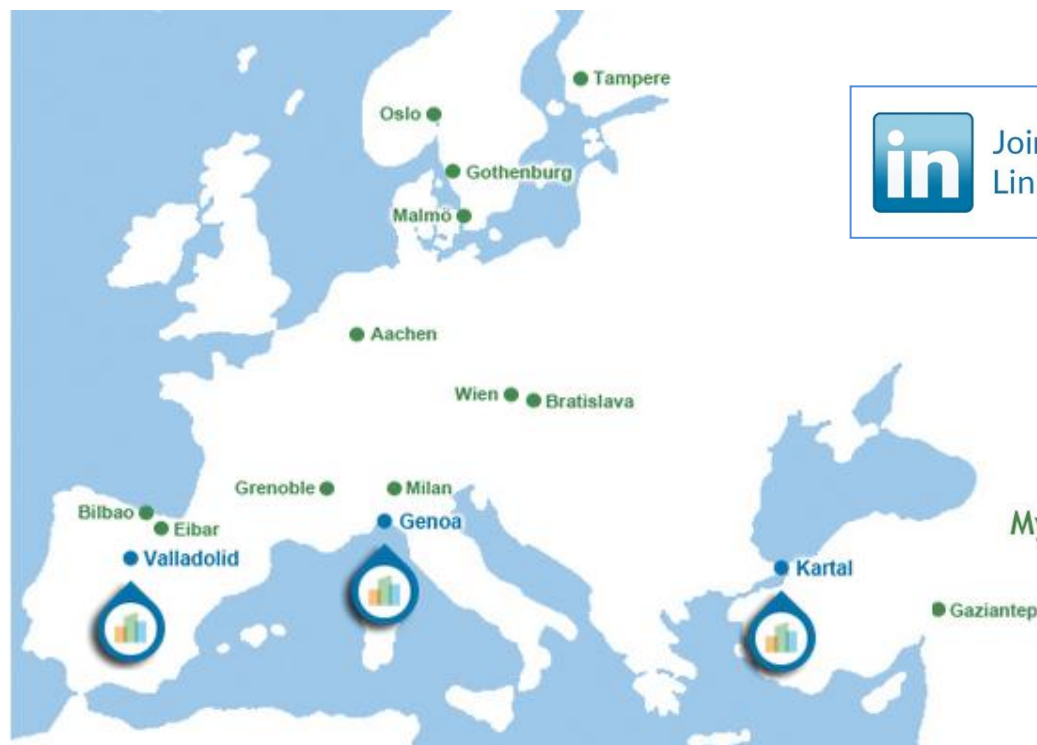 Tampere
Oslo
Gothenburg
Malmö
in
Join
Lin
Aachen
Wien
Bratislava
Grenoble
Milan
Bilbao
Genoa
Eibar
My
Valladolid
Kartal
Gaziantep